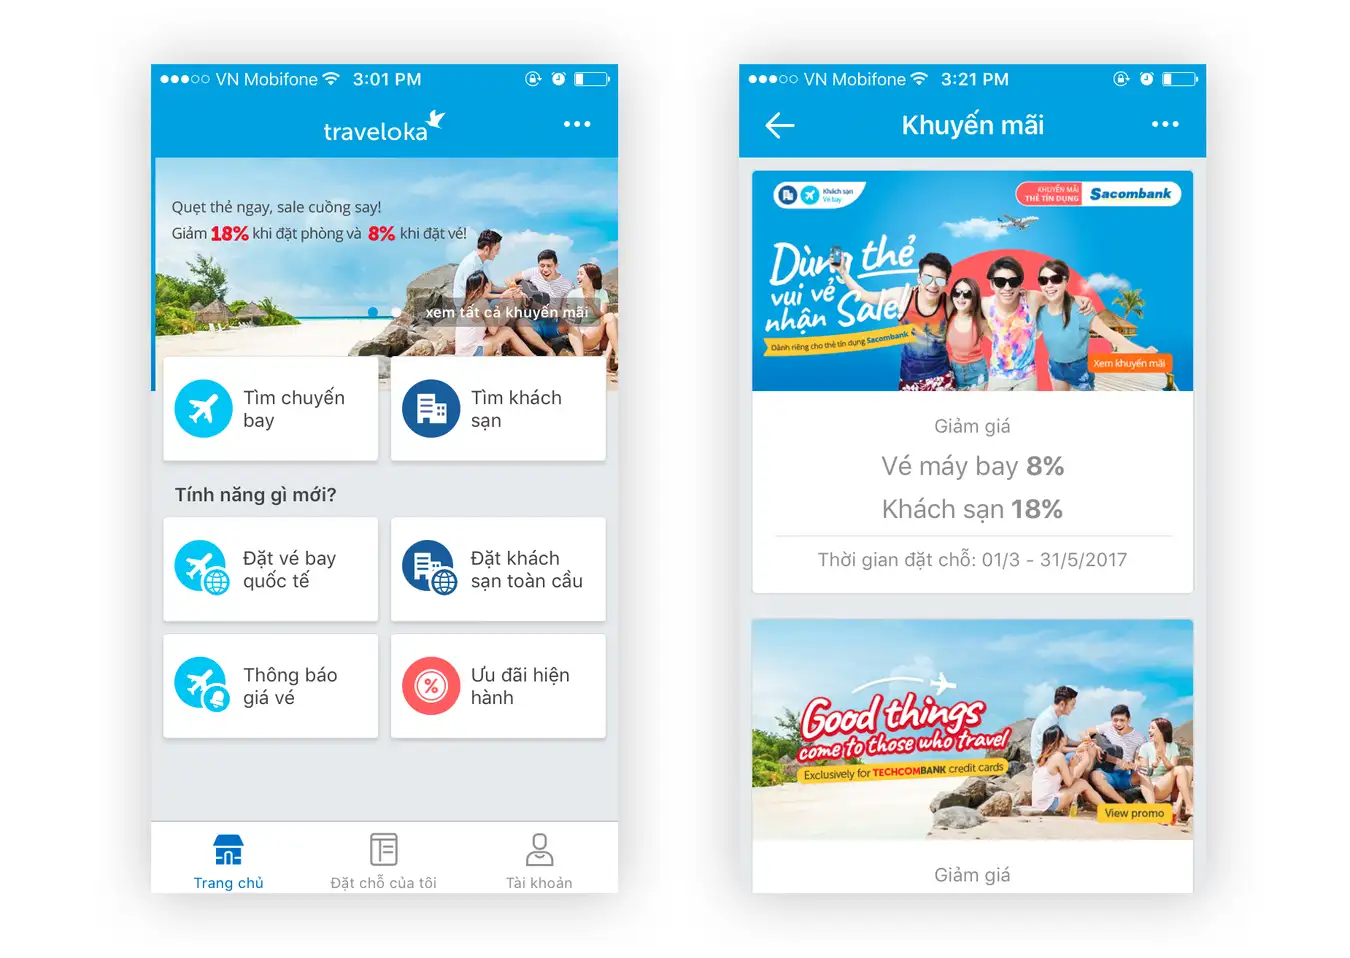 VN Mobifone 3:01 PM
traveloka
Quẹt thẻ ngay, sale cuồng say!
Giảm 18% khi đặt phòng và 8% khi đặt vé!
xem tất cả khuyến mãi
Tìm chuyến
bay
Tìm khách
sạn
Tính năng gì mới?
Đặt vé bay
quốc tế
Đặt khách
sạn toàn cầu
Thông báo
giá vé
Ưu đãi hiện
hành
Trang chủ
Đặt chỗ của tôi
Tài khoản
VN Mobifone 3:21 PM
Khuyến mãi
Khách sạn
Vé bay
KHUYẾN MÃI
THẺ TÍN DỤNG
Sacombank
Dùng thẻ
vui vẻ
nhận Sale!
Dành riêng cho thẻ tín dụng Sacombank
Xem khuyến mãi
Giảm giá
Vé máy bay 8%
Khách sạn 18%
Thời gian đặt chỗ: 01/3 - 31/5/2017
Good things
come to those who travel
Exclusively for TECHCOMBANK credit cards
View promo
Giảm giá